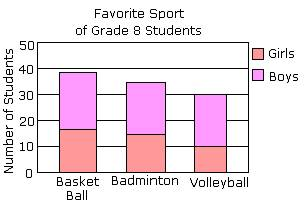 Favorite Sport
of Grade 8 Students
Number of Students
50
40
30
20
10
0
Basket
Ball
Badminton
Volleyball
Girls
Boys